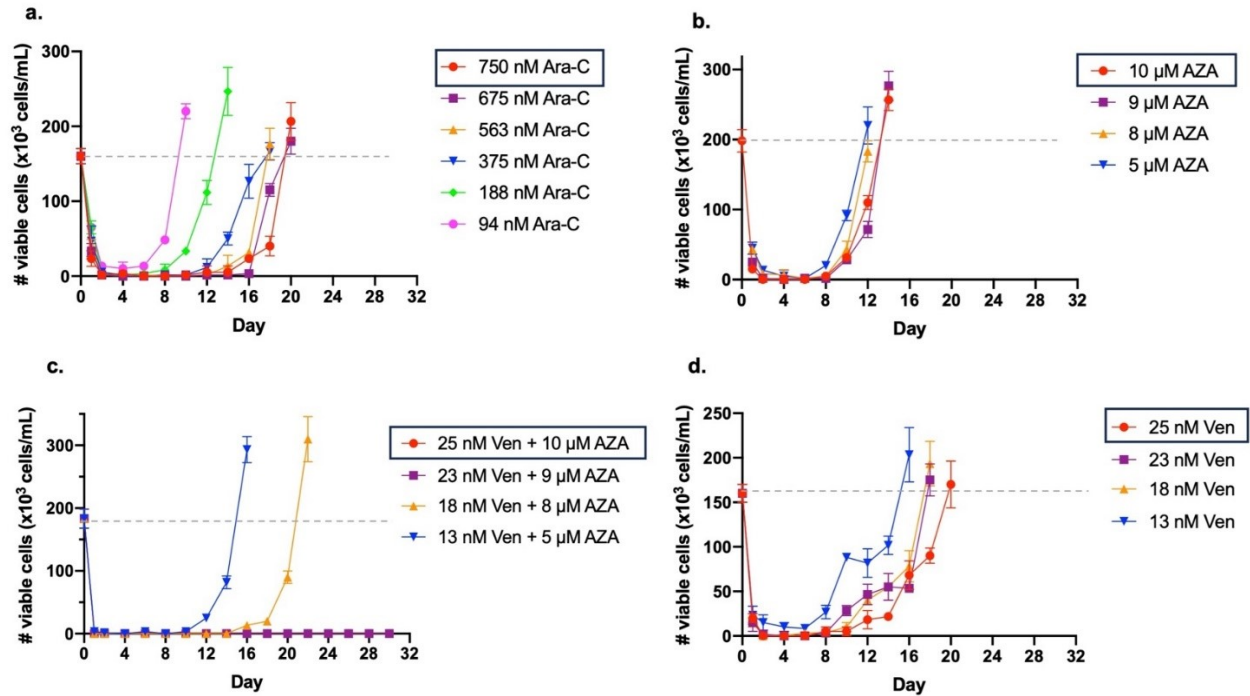 a.
# viable cells (x10³ cells/mL)
300
200
100
0
0 4 8 12 16 20 24 28 32
Day
750 nM Ara-C
675 nM Ara-C
563 nM Ara-C
375 nM Ara-C
188 nM Ara-C
94 nM Ara-C
b.
# viable cells (x10³ cells/mL)
300
200
100
0
0 4 8 12 16 20 24 28 32
Day
10 µM AZA
9 µM AZA
8 µM AZA
5 µM AZA
c.
# viable cells (x10³ cells/mL)
300
200
100
0
0 4 8 12 16 20 24 28 32
Day
25 nM Ven + 10 µM AZA
23 nM Ven + 9 µM AZA
18 nM Ven + 8 µM AZA
13 nM Ven + 5 µM AZA
d.
# viable cells (x10³ cells/mL)
250
200
150
100
50
0
0 4 8 12 16 20 24 28 32
Day
25 nM Ven
23 nM Ven
18 nM Ven
13 nM Ven